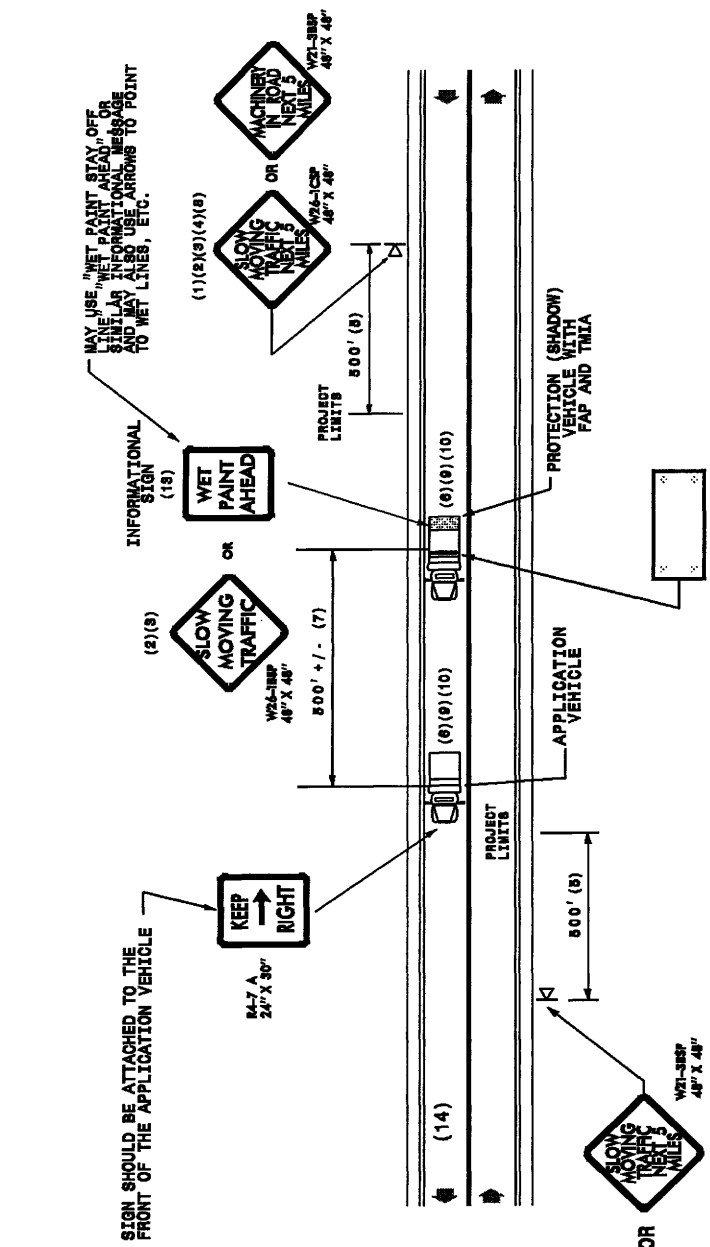 MAY USE "WET PAINT STAY OFF
LINE" "WET PAINT AHEAD", OR
SIMILAR INFORMATIONAL MESSAGE
AND MAY ALSO USE ARROWS TO POINT
TO WET LINES, ETC.
MACHINERY
IN ROAD
NEXT 5
MILES
W21-3BSP
48" X 48"
OR
(1)(2)(3)(4)(8)
SLOW
MOVING
TRAFFIC
NEXT 5
MILES
W26-1CSP
48" X 48"
500' (5)
PROJECT
LIMITS
INFORMATIONAL
SIGN
(13)
WET
PAINT
AHEAD
OR
(2)(3)
SLOW
MOVING
TRAFFIC
W26-1BSP
48" X 48"
500' +/- (7)
(6)(9)(10)
PROTECTION (SHADOW)
VEHICLE WITH
FAP AND TMIA
(6)(9)(10)
APPLICATION
VEHICLE
SIGN SHOULD BE ATTACHED TO THE
FRONT OF THE APPLICATION VEHICLE
KEEP
RIGHT
R4-7 A
24" X 30"
PROJECT
LIMITS
500' (5)
(14)
SLOW
MOVING
TRAFFIC
NEXT 5
MILES
W21-3BSP
48" X 48"
OR